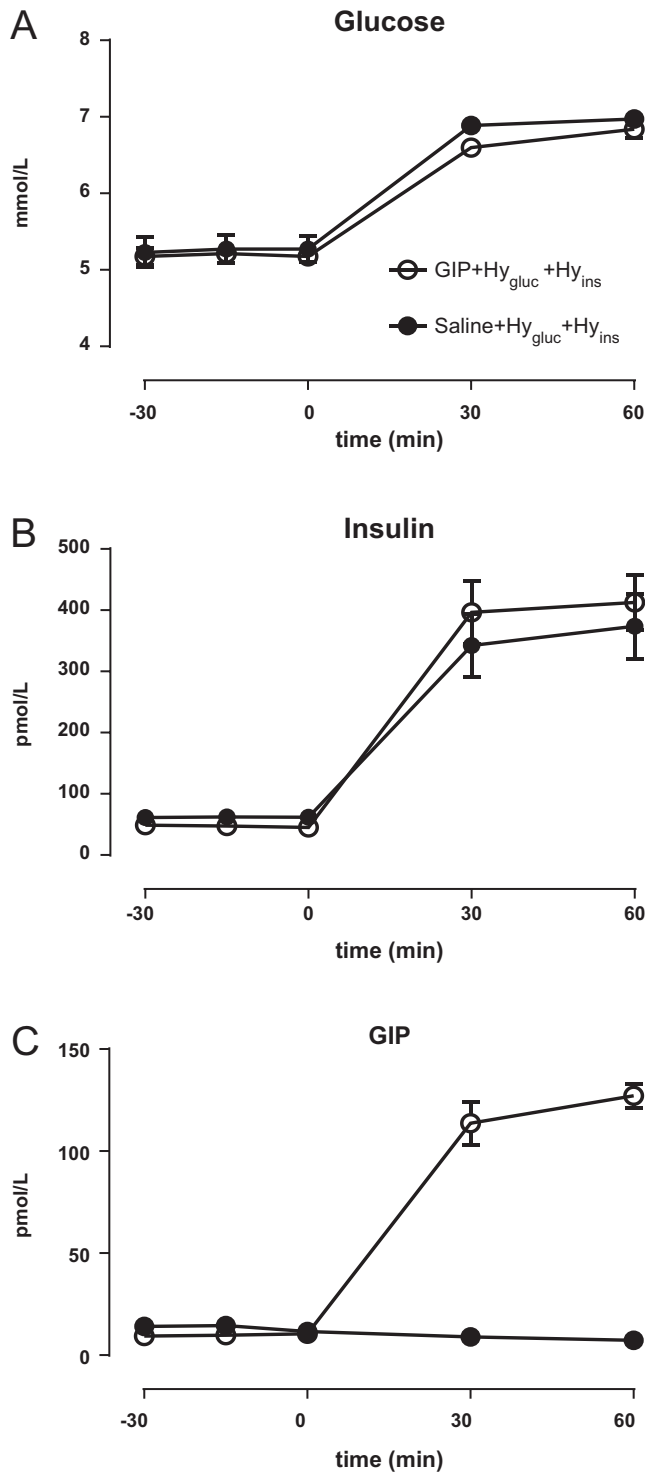 A
Glucose
8
7
6
5
4
mmol/L
GIP+Hygluc +Hyins
Saline+Hygluc+Hyins
-30 0 30 60
time (min)
B
Insulin
500
400
300
200
100
0
pmol/L
-30 0 30 60
time (min)
C
GIP
150
100
50
0
pmol/L
-30 0 30 60
time (min)